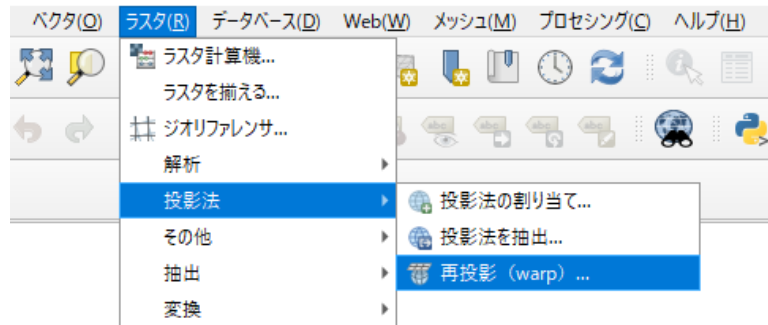 ベクタ(O) ラスタ(R) データベース(D) Web(W) メッシュ(M) プロセシング(C) ヘルプ(H)
ラスタ計算機...
ラスタを揃える...
ジオリファレンサ...
解析
投影法
その他
抽出
変換
投影法の割り当て...
投影法を抽出...
再投影（warp）...